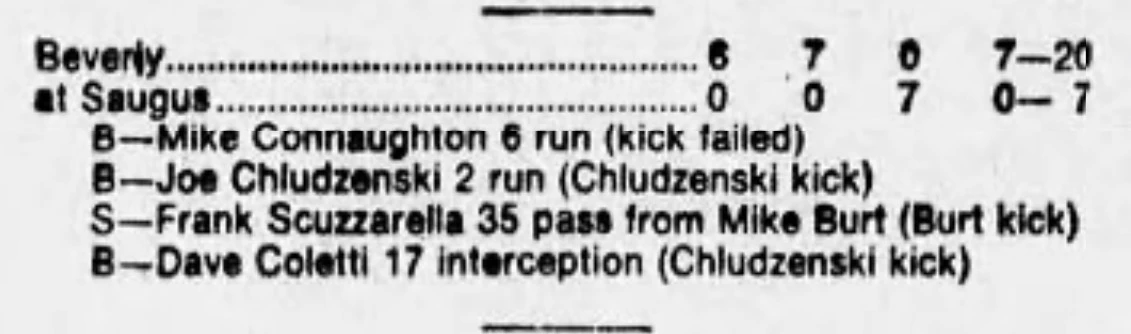 Beverly.................................................... 6 7 0 7—20
at Saugus............................................... 0 0 7 0— 7
B—Mike Connaughton 6 run (kick failed)
B—Joe Chludzenski 2 run (Chludzenski kick)
S—Frank Scuzzarella 35 pass from Mike Burt (Burt kick)
B—Dave Coletti 17 interception (Chludzenski kick)